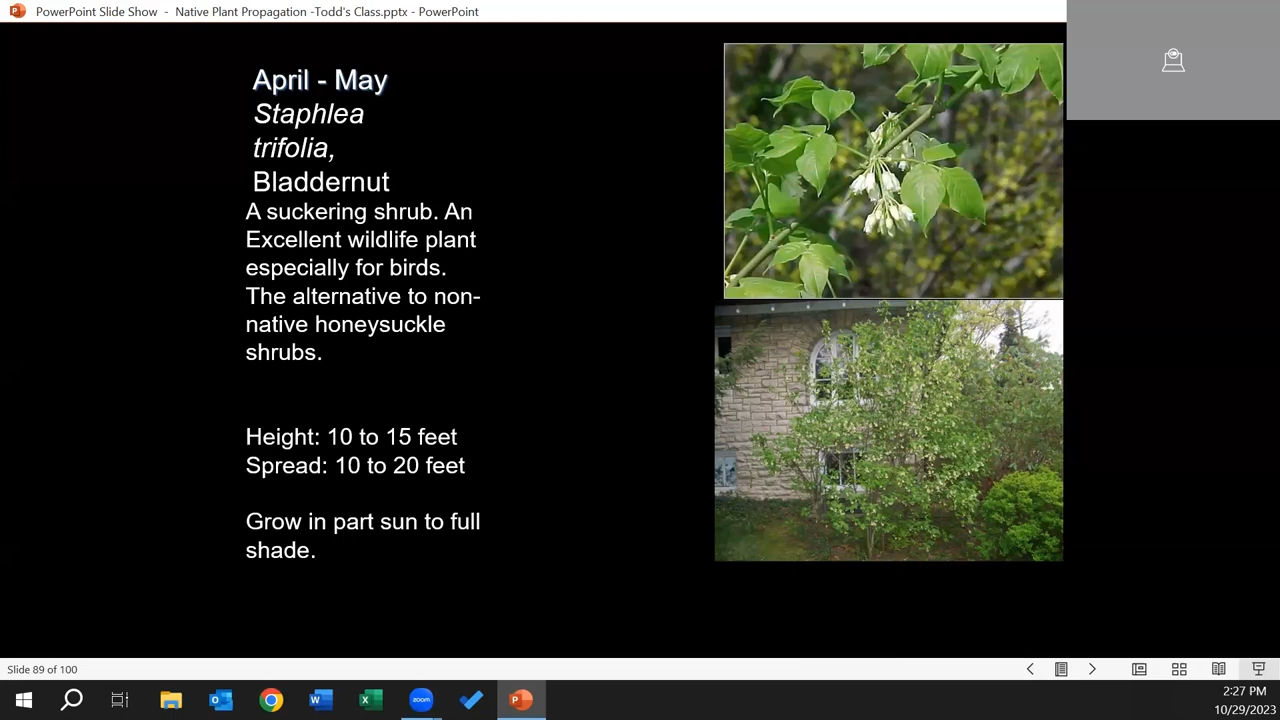 PowerPoint Slide Show - Native Plant Propagation -Todd's Class.pptx - PowerPoint
April - May
Staphlea
trifolia,
Bladdernut
A suckering shrub. An
Excellent wildlife plant
especially for birds.
The alternative to non-
native honeysuckle
shrubs.
Height: 10 to 15 feet
Spread: 10 to 20 feet
Grow in part sun to full
shade.
Slide 89 of 100
zoom
2:27 PM
10/29/2023